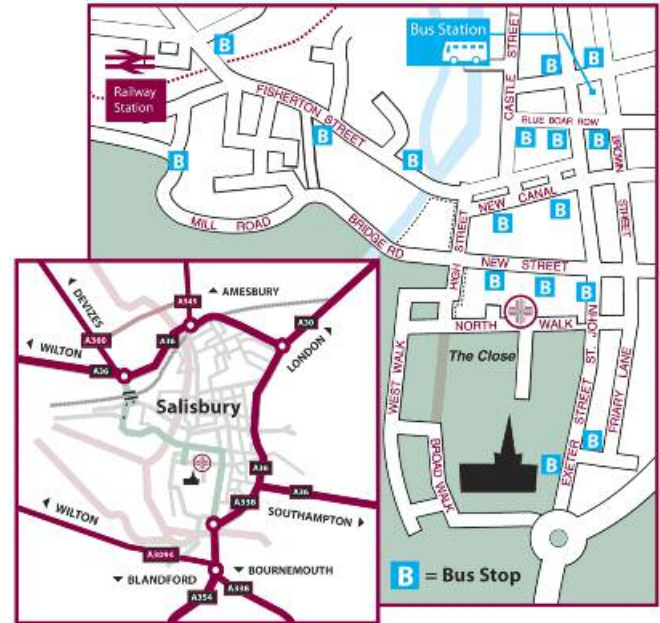 Bus Station
B
B
B
CASTLE STREET
Railway
Station
FISHERTON STREET
BLUE BOAR ROW
B
B
B
B
B
B
B
BROWN STREET
NEW CANAL
B
B
MILL ROAD
BRIDGE RD
HIGH STREET
NEW STREET
B
B
B
NORTH WALK
The Close
WEST WALK
BROAD WALK
EXETER STREET ST. JOHN
FRIARY LANE
B
B
B = Bus Stop
DEVIZES
A345
AMESBURY
A360
A36
A30
LONDON
WILTON
A36
Salisbury
A36
A36
A338
SOUTHAMPTON
WILTON
A3094
BOURNEMOUTH
BLANDFORD
A354
A338